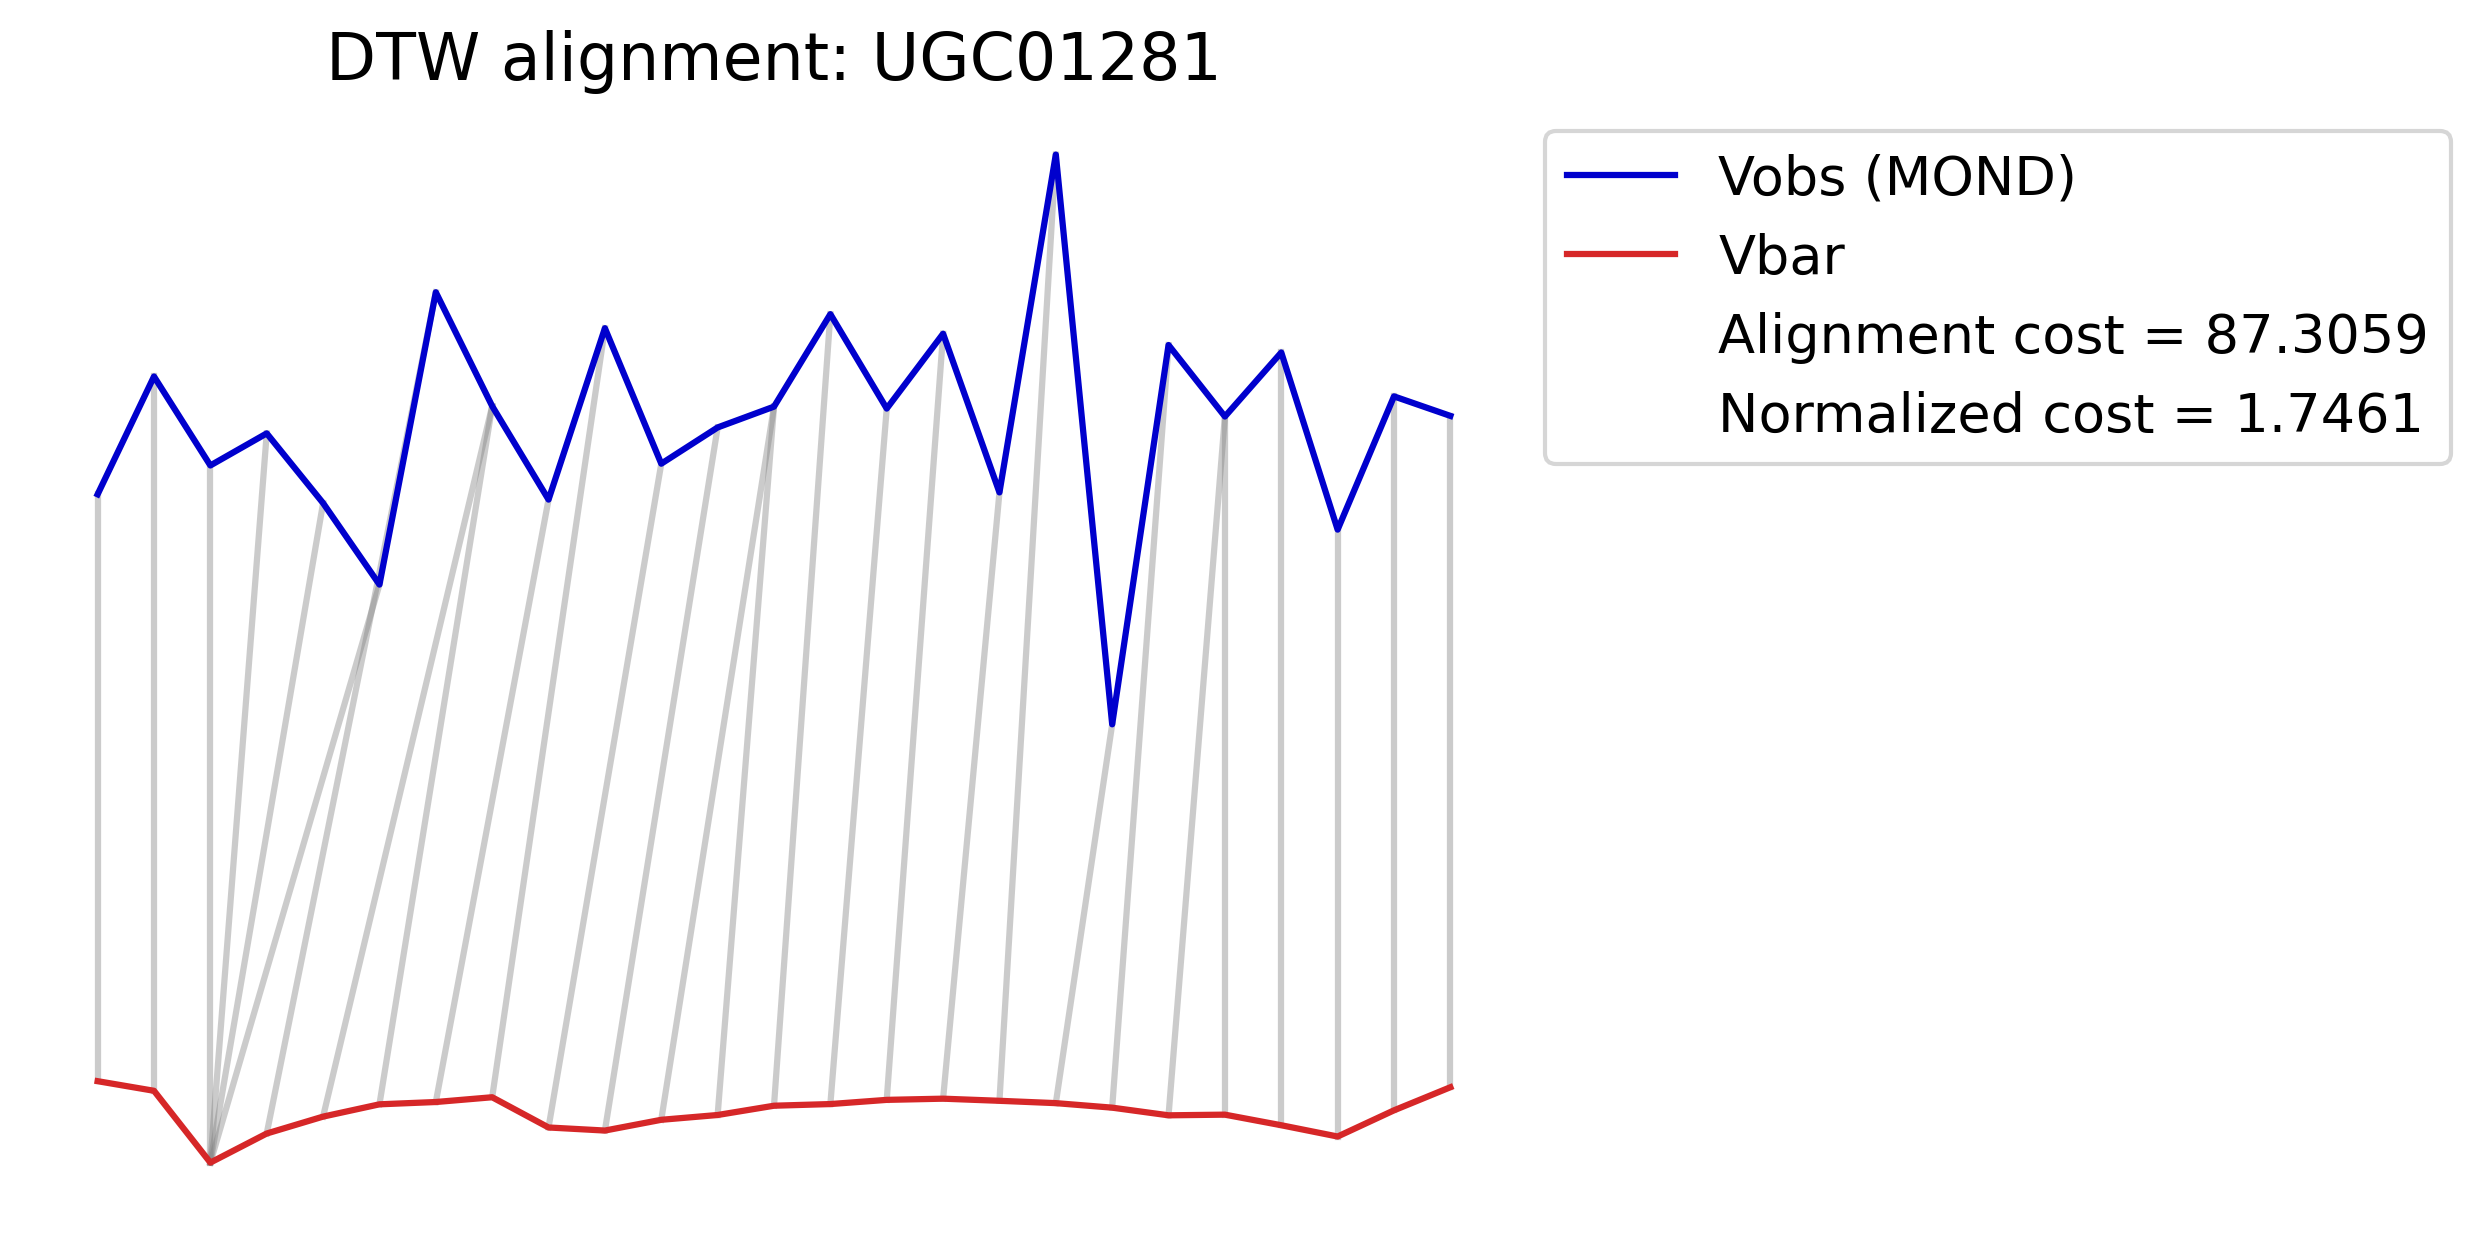 DTW alignment: UGC01281
Vobs (MOND)
Vbar
Alignment cost = 87.3059
Normalized cost = 1.7461